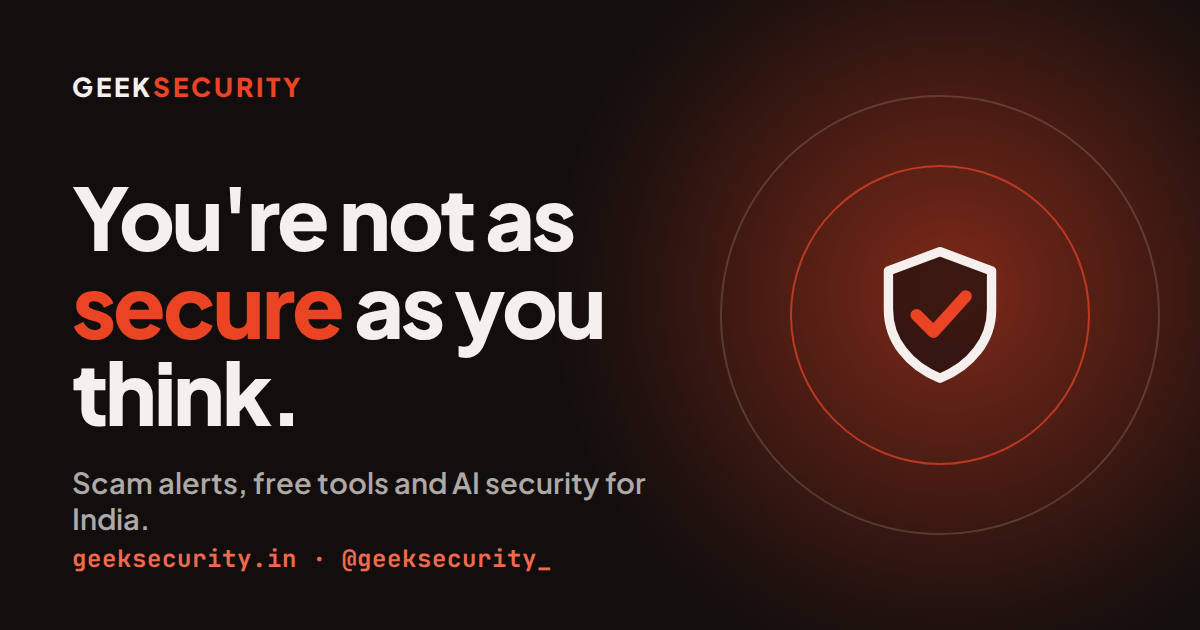 GEEKSECURITY
You're not as
secure as you
think.
Scam alerts, free tools and AI security for
India.
geeksecurity.in · @geeksecurity_